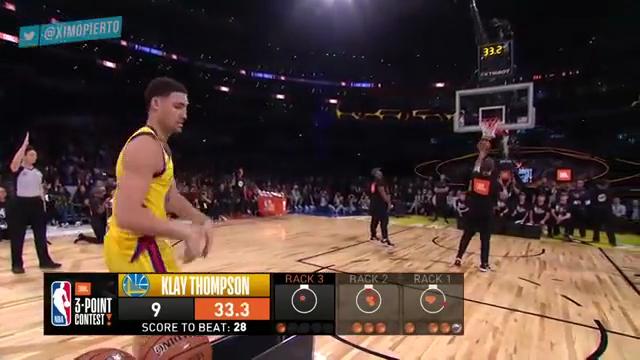 @XIMOPIERTO
33.2
JBL
3-POINT
CONTEST
NBA
KLAY THOMPSON
9
33.3
SCORE TO BEAT: 28
RACK 3
RACK 2
RACK 1